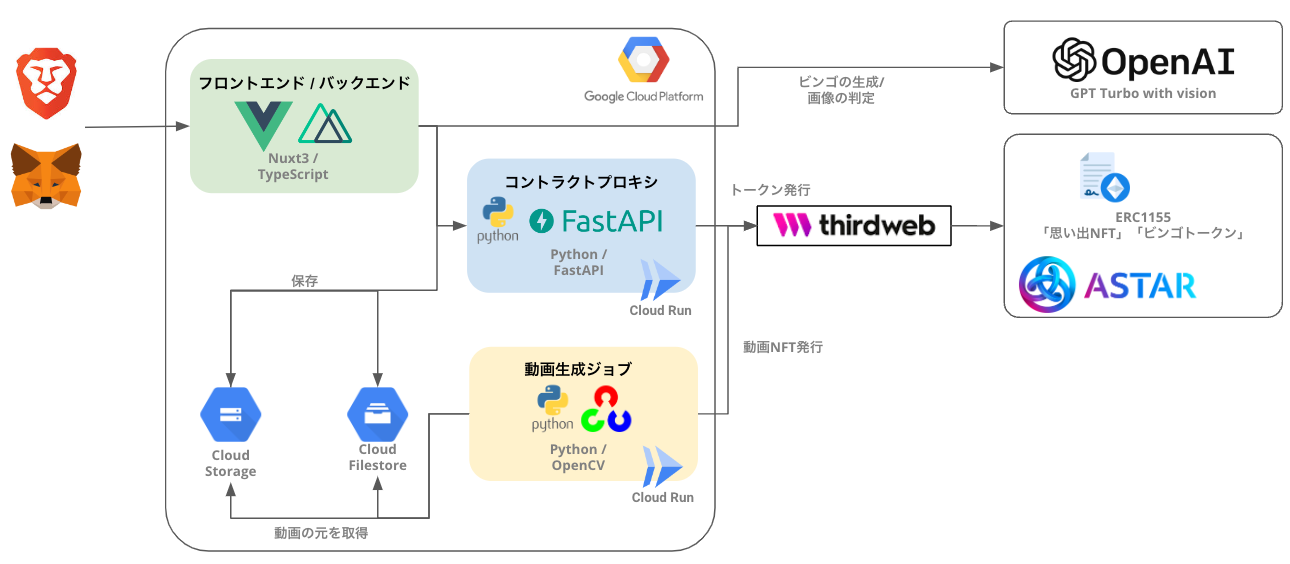 フロントエンド / バックエンド
Nuxt3 /
TypeScript
Google Cloud Platform
ビンゴの生成/
画像の判定
OpenAI
GPT Turbo with vision
コントラクトプロキシ
python
FastAPI
Python /
FastAPI
Cloud Run
トークン発行
thirdweb
ERC1155
「思い出NFT」「ビンゴトークン」
ASTAR
保存
Cloud
Storage
Cloud
Filestore
動画生成ジョブ
python
Python /
OpenCV
Cloud Run
動画NFT発行
動画の元を取得